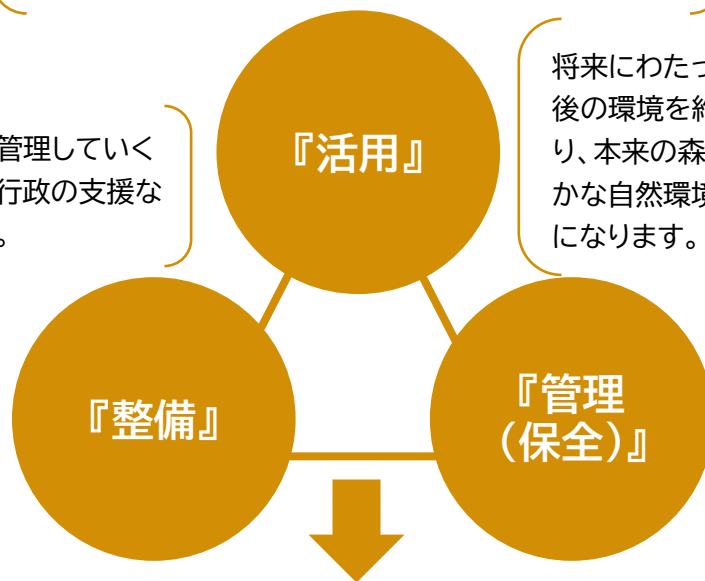 『活用』
管理していく
行政の支援な
。
将来にわたっ
後の環境を
り、本来の森
かな自然環境
になります。
『整備』
『管理
（保全）』